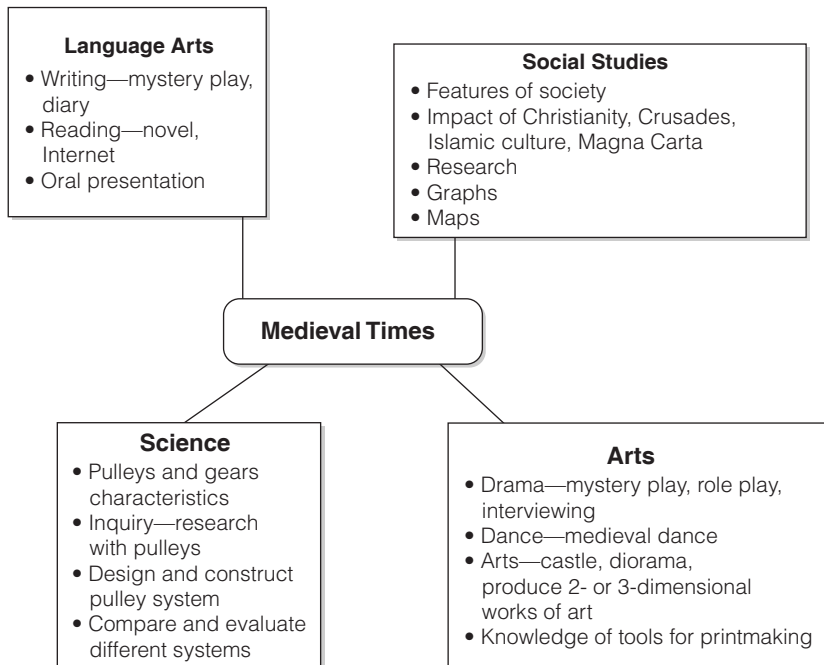 Language Arts
• Writing—mystery play,
diary
• Reading—novel,
Internet
• Oral presentation
Social Studies
• Features of society
• Impact of Christianity, Crusades,
Islamic culture, Magna Carta
• Research
• Graphs
• Maps
Medieval Times
Science
• Pulleys and gears
characteristics
• Inquiry—research
with pulleys
• Design and construct
pulley system
• Compare and evaluate
different systems
Arts
• Drama—mystery play, role play,
interviewing
• Dance—medieval dance
• Arts—castle, diorama,
produce 2- or 3-dimensional
works of art
• Knowledge of tools for printmaking